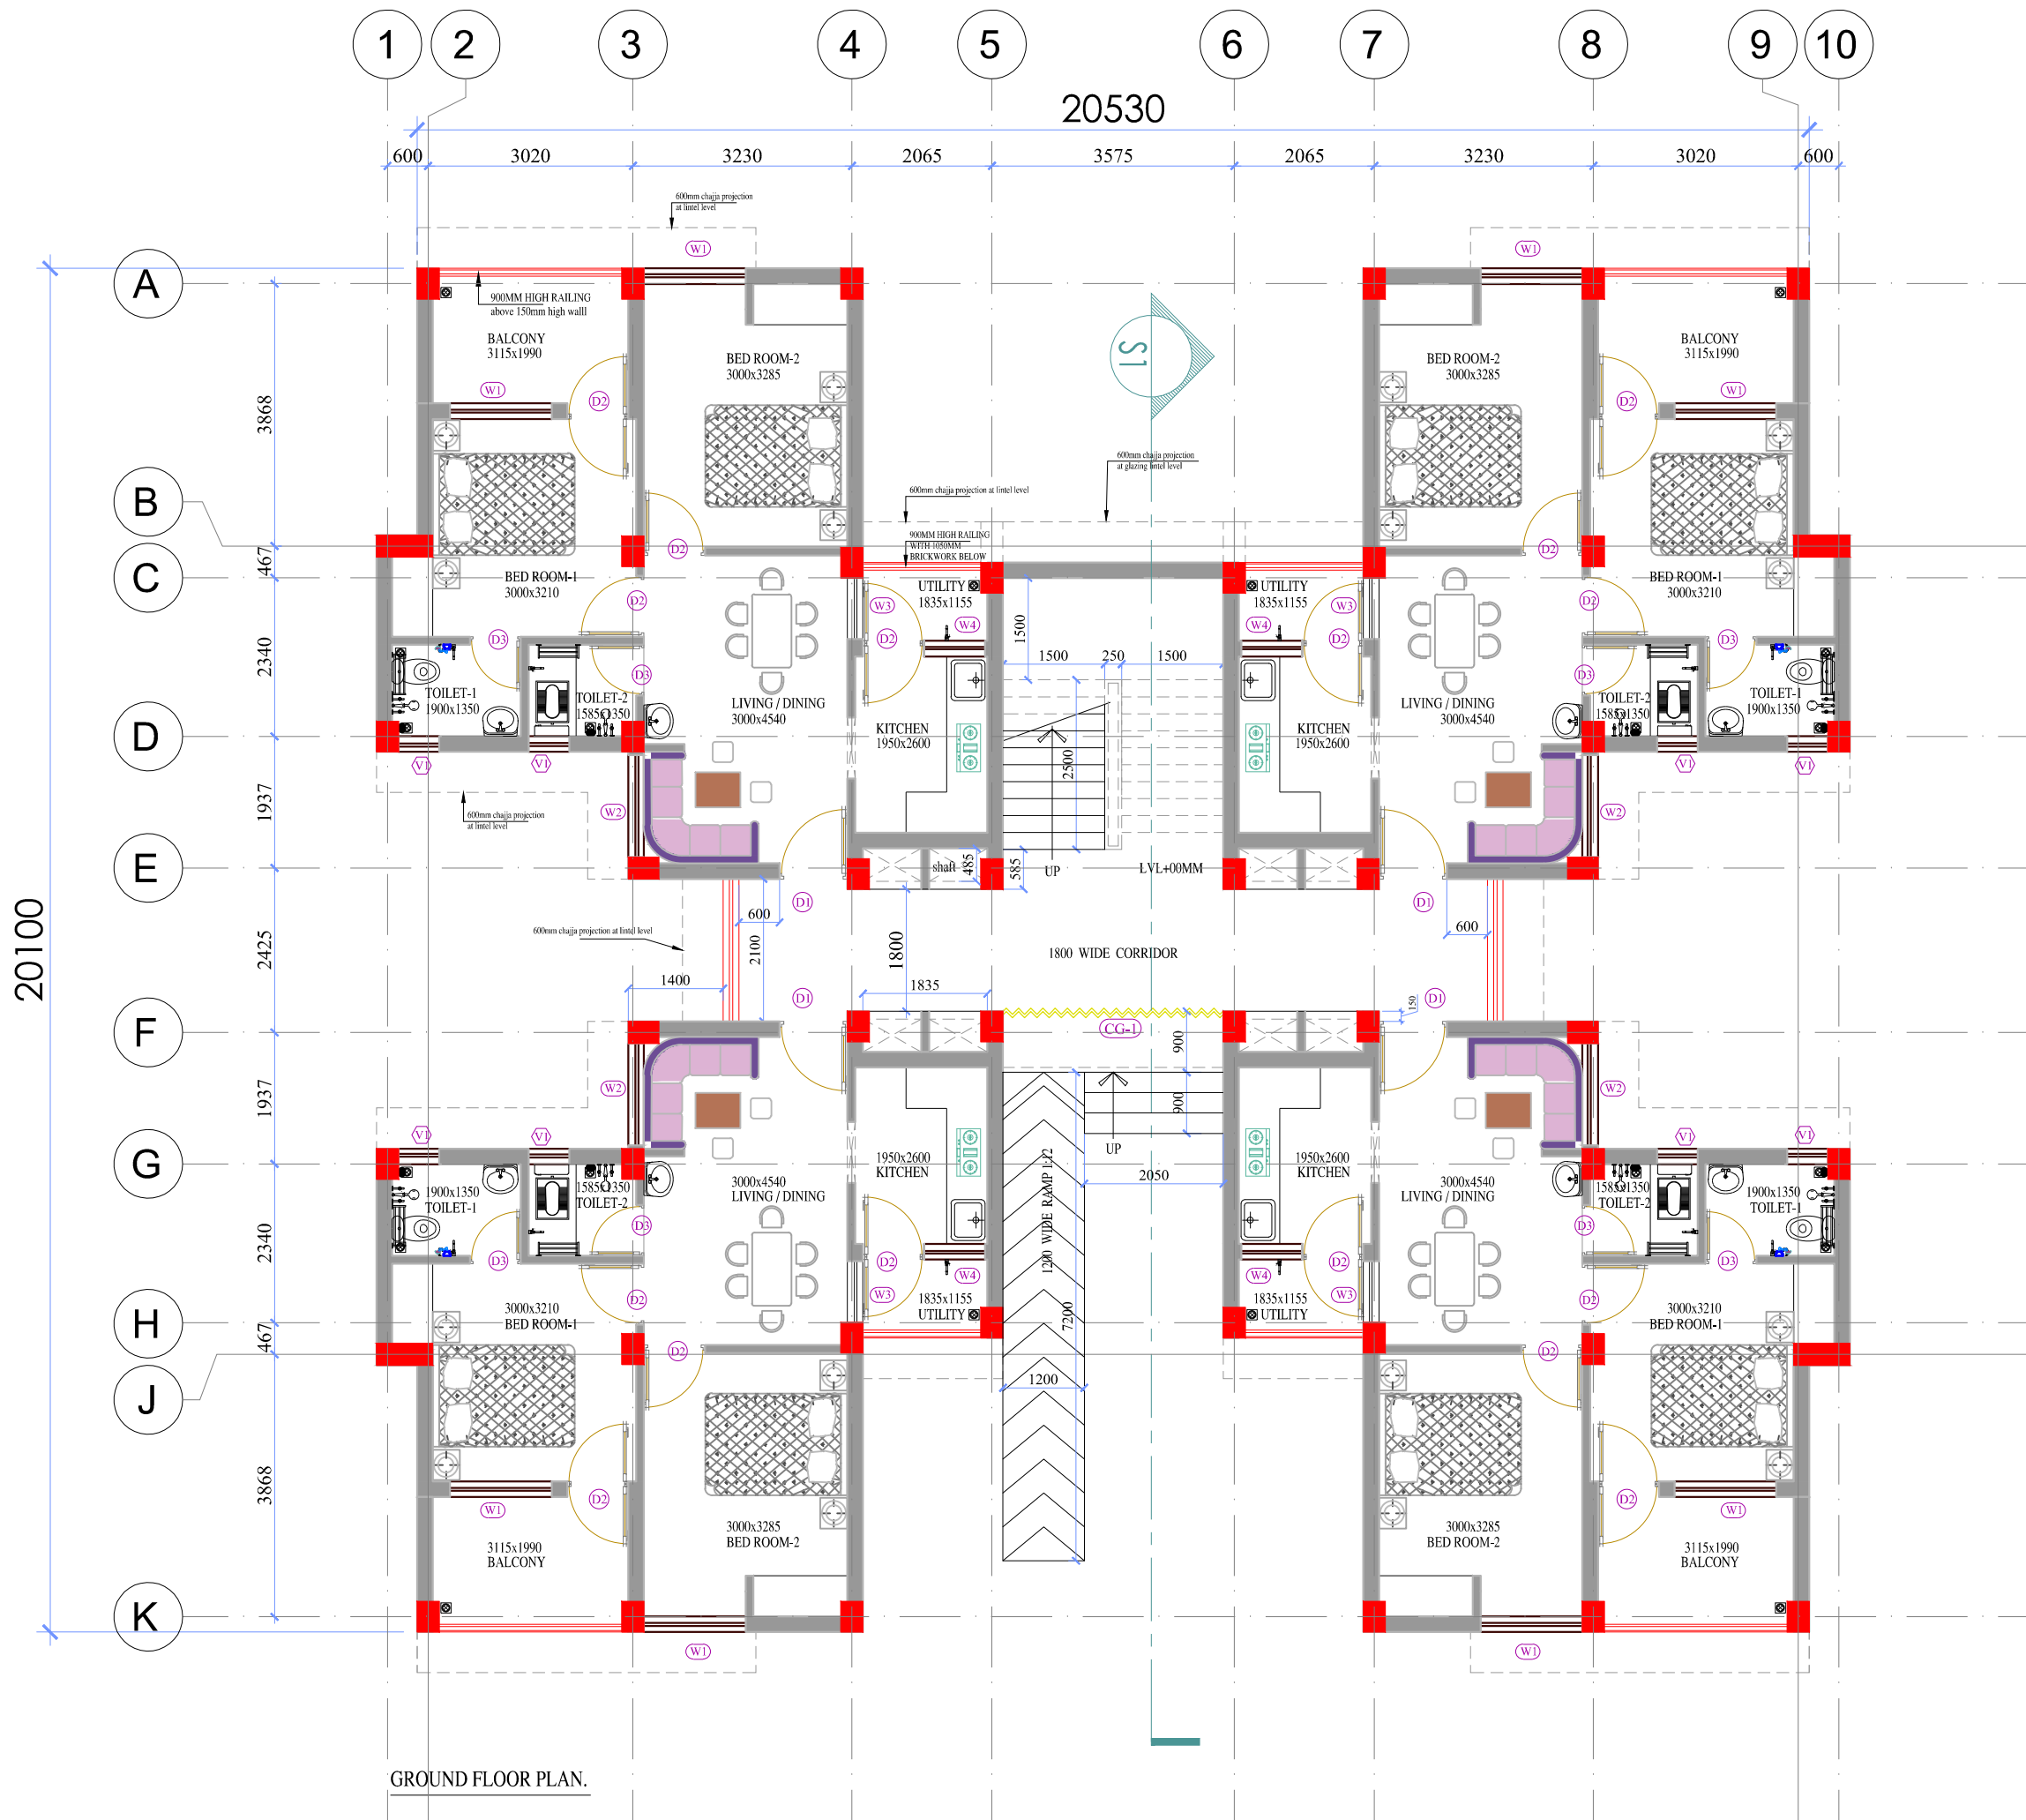 1 2 3 4 5 6 7 8 9 10
20530
600 3020 3230 2065 3575 2065 3230 3020 600
600mm chajja projection
at lintel level
W1 W1
A
900MM HIGH RAILING
above 150mm high walll
BALCONY
3115x1990
BED ROOM-2
3000x3285
S1
BED ROOM-2
3000x3285
BALCONY
3115x1990
W1 D2 D2 W1
3868
600mm chajja projection
at glazing lintel level
600mm chajja projection at lintel level
B
900MM HIGH RAILING
WITH 1050MM
BRICKWORK BELOW
D2 D2
467
C
BED ROOM-1
3000x3210
UTILITY
1835x1155
UTILITY
1835x1155
BED ROOM-1
3000x3210
D2 W3 W4 D2 W3 W4 D2 D2
1500
D3 D3 D3 D3
2340
1500 250 1500
TOILET-1
1900x1350
TOILET-2
1585x1350
LIVING / DINING
3000x4540
KITCHEN
1950x2600
KITCHEN
1950x2600
LIVING / DINING
3000x4540
TOILET-2
1585x1350
TOILET-1
1900x1350
D
V1 V1 2500 V1 V1
1937
600mm chajja projection
at lintel level
W2 W2
E
shaft 485 585 UP LVL+00MM
D1 600 D1 600
20100
2425
600mm chajja projection at lintel level
2100 1800
1800 WIDE CORRIDOR
1400 1835
D1 D1 150
F
CG-1
900
1937
W2 W2
900
UP
V1 V1 V1 V1
G
1950x2600
KITCHEN
1950x2600
KITCHEN
2050
1200 WIDE RAMP 1:12
1900x1350
TOILET-1
1585x1350
TOILET-2
3000x4540
LIVING / DINING
3000x4540
LIVING / DINING
1585x1350
TOILET-2
1900x1350
TOILET-1
D3 D3 D3 D3
2340
D2 W3 W4 W4 D2 W3
D2 D2
1835x1155
UTILITY
1835x1155
UTILITY
3000x3210
BED ROOM-1
3000x3210
BED ROOM-1
H
7200
467
D2 D2
J
1200
3868
W1 D2 D2 W1
3115x1990
BALCONY
3000x3285
BED ROOM-2
3000x3285
BED ROOM-2
3115x1990
BALCONY
K
W1 W1
GROUND FLOOR PLAN.